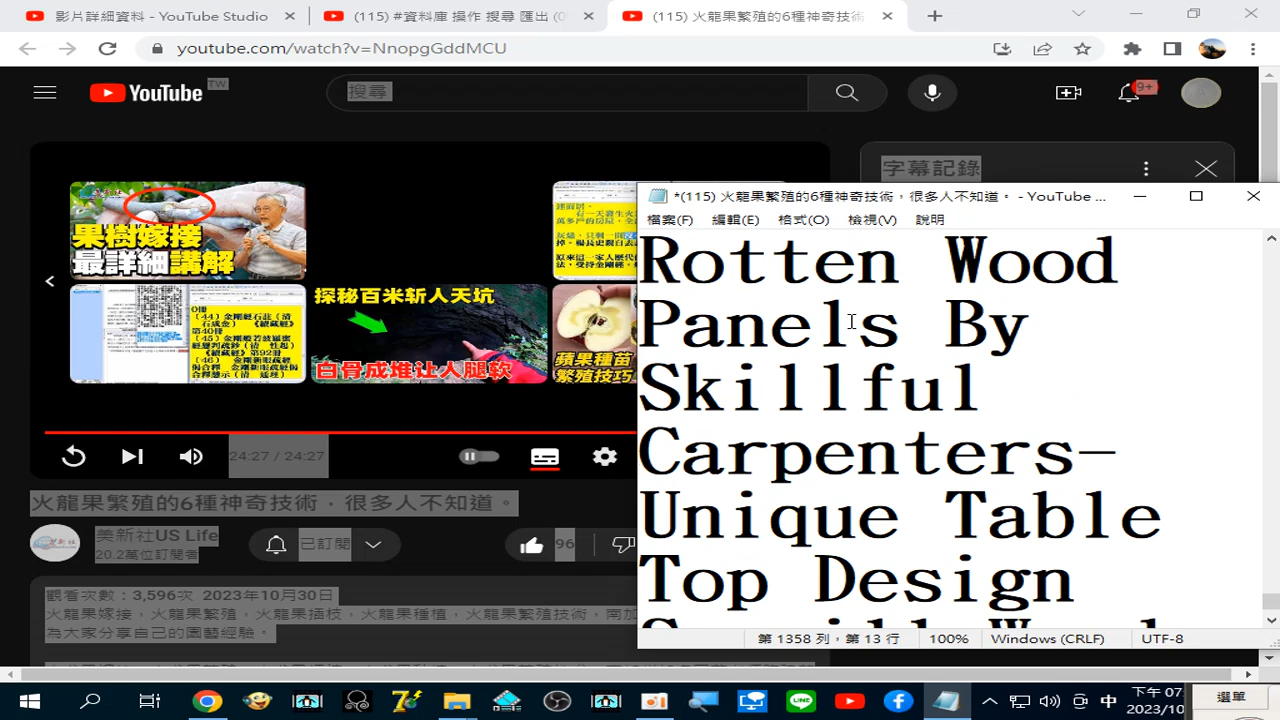 影片詳細資料 - YouTube Studio
(115) #資料庫 操作 搜尋 匯出 (0
(115) 火龍果繁殖的6種神奇技術
youtube.com/watch?v=NnopgGddMCU
YouTube TW
搜尋
9+
字幕記錄
果樹嫁接
最詳細講解
探秘百米斩人天坑
白骨成堆让人腿软
蘋果種苗
繁殖技巧
24:27 / 24:27
火龍果繁殖的6種神奇技術，很多人不知道。
美新社US Life
20.2萬位訂閱者
已訂閱
96
觀看次數：3,596次 2023年10月30日
火龍果嫁接，火龍果繁殖，火龍果插枝，火龍果種植，火龍果繁殖技術，南加
為大家分享自己的園藝經驗。
*(115) 火龍果繁殖的6種神奇技術，很多人不知道。 - YouTube ...
檔案(F) 編輯(E) 格式(O) 檢視(V) 說明
Rotten Wood
Panels By
Skillful
Carpenters-
Unique Table
Top Design
第 1358 列，第 13 行 100% Windows (CRLF) UTF-8
中
下午 07:
2023/10
選單